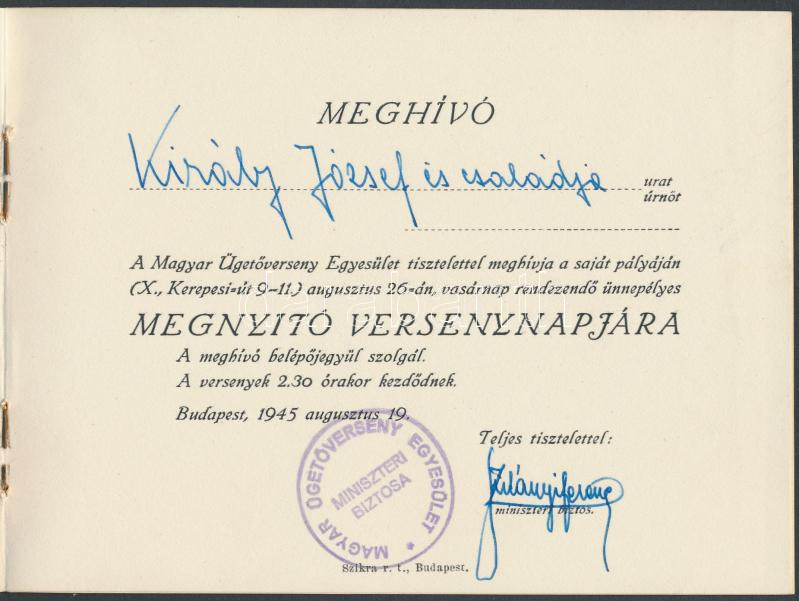 MEGHÍVÓ
Király József és családja urat
úrnőt
A Magyar Ügetőverseny Egyesület tisztelettel meghívja a saját pályáján
(X., Kerepesi=út 9–11.) augusztus 26=án, vasárnap rendezendő ünnepélyes
MEGNYITÓ VERSENYNAPJÁRA
A meghívó belépőjegyül szolgál.
A versenyek 2.30 órakor kezdődnek.
Budapest, 1945 augusztus 19.
Teljes tisztelettel:
miniszteri biztos.
MAGYAR ÜGETŐVERSENY EGYESÜLET *
MINISZTERI
BIZTOSA
Szikra r. t., Budapest.